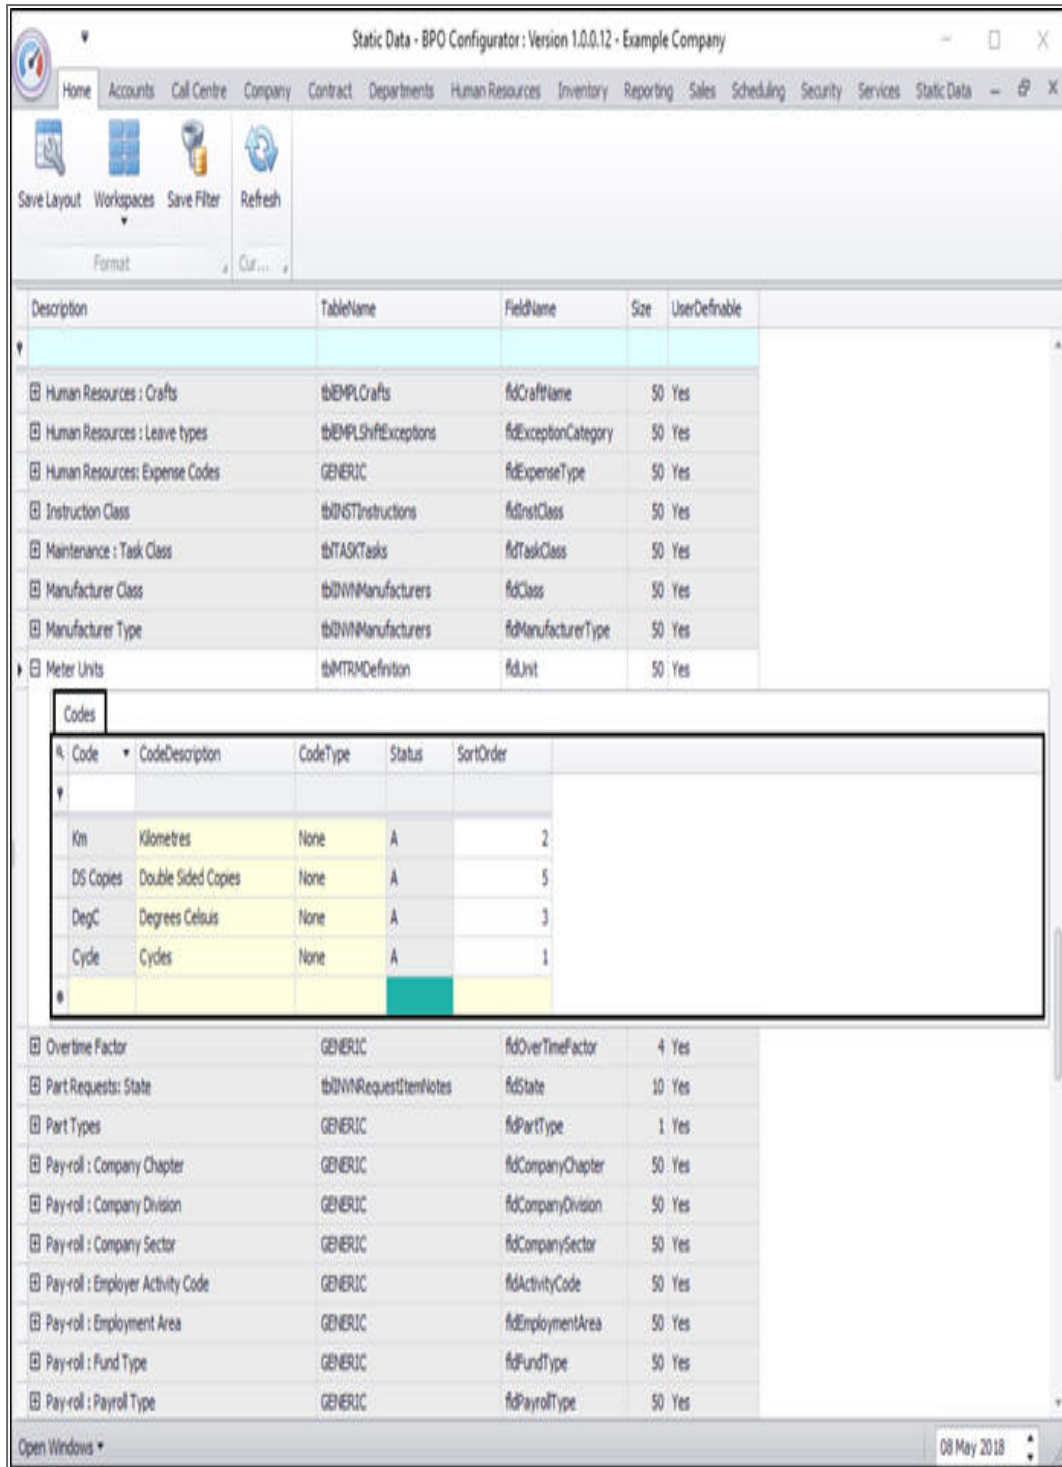 Static Data - BPO Configurator : Version 1.0.0.12 - Example Company
Home Accounts Call Centre Company Contract Departments Human Resources Inventory Reporting Sales Scheduling Security Services Static Data
Save Layout Workspaces Save Filter Refresh
Format Cur...
Description TableName FieldName Size UserDefinable
Human Resources : Crafts tblEMPLCrafts fldCraftName 50 Yes
Human Resources : Leave types tblEMPLShiftExceptions fldExceptionCategory 50 Yes
Human Resources: Expense Codes GENERIC fldExpenseType 50 Yes
Instruction Class tblINSTInstructions fldInstClass 50 Yes
Maintenance : Task Class tblTASKTasks fldTaskClass 50 Yes
Manufacturer Class tblINVNManufacturers fldClass 50 Yes
Manufacturer Type tblINVNManufacturers fldManufacturerType 50 Yes
Meter Units tblMTRMDefinition fldUnit 50 Yes
Codes
Code CodeDescription CodeType Status SortOrder
Km Kilometres None A 2
DS Copies Double Sided Copies None A 5
DegC Degrees Celsuis None A 3
Cycle Cycles None A 1
Overtime Factor GENERIC fldOverTimeFactor 4 Yes
Part Requests: State tblINVNRequestItemNotes fldState 10 Yes
Part Types GENERIC fldPartType 1 Yes
Pay-roll : Company Chapter GENERIC fldCompanyChapter 50 Yes
Pay-roll : Company Division GENERIC fldCompanyDivision 50 Yes
Pay-roll : Company Sector GENERIC fldCompanySector 50 Yes
Pay-roll : Employer Activity Code GENERIC fldActivityCode 50 Yes
Pay-roll : Employment Area GENERIC fldEmploymentArea 50 Yes
Pay-roll : Fund Type GENERIC fldFundType 50 Yes
Pay-roll : Payroll Type GENERIC fldPayrollType 50 Yes
Open Windows 08 May 2018